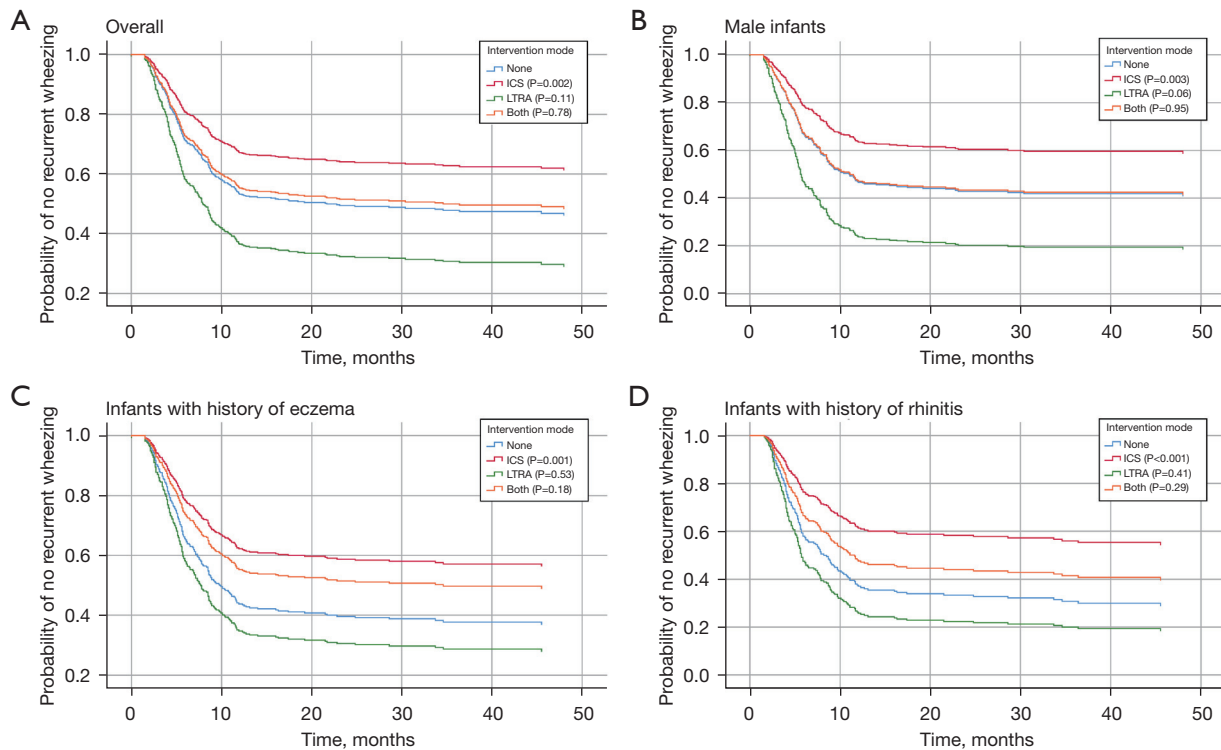 A
Overall
Probability of no recurrent wheezing
1.0
0.8
0.6
0.4
0.2
0 10 20 30 40 50
Time, months
Intervention mode
None
ICS (P=0.002)
LTRA (P=0.11)
Both (P=0.78)
B
Male infants
Probability of no recurrent wheezing
1.0
0.8
0.6
0.4
0.2
0.0
0 10 20 30 40 50
Time, months
Intervention mode
None
ICS (P=0.003)
LTRA (P=0.06)
Both (P=0.95)
C
Infants with history of eczema
Probability of no recurrent wheezing
1.0
0.8
0.6
0.4
0.2
0 10 20 30 40 50
Time, months
Intervention mode
None
ICS (P=0.001)
LTRA (P=0.53)
Both (P=0.18)
D
Infants with history of rhinitis
Probability of no recurrent wheezing
1.0
0.8
0.6
0.4
0.2
0.0
0 10 20 30 40 50
Time, months
Intervention mode
None
ICS (P<0.001)
LTRA (P=0.41)
Both (P=0.29)